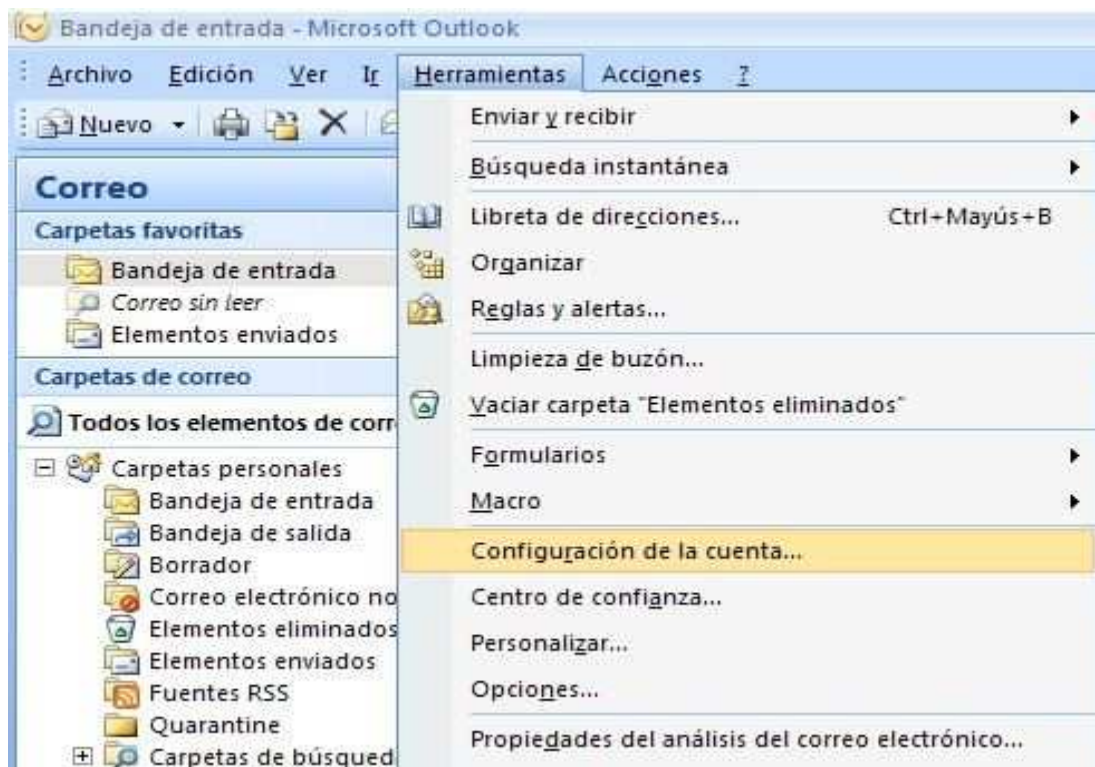 Bandeja de entrada - Microsoft Outlook
Archivo Edición Ver Ir Herramientas Acciones ?
Nuevo
Correo
Carpetas favoritas
Bandeja de entrada
Correo sin leer
Elementos enviados
Carpetas de correo
Todos los elementos de corr
Carpetas personales
Bandeja de entrada
Bandeja de salida
Borrador
Correo electrónico no
Elementos eliminados
Elementos enviados
Fuentes RSS
Quarantine
Carpetas de búsqued
Enviar y recibir
Búsqueda instantánea
Libreta de direcciones... Ctrl+Mayús+B
Organizar
Reglas y alertas...
Limpieza de buzón...
Vaciar carpeta "Elementos eliminados"
Formularios
Macro
Configuración de la cuenta...
Centro de confianza...
Personalizar...
Opciones...
Propiedades del análisis del correo electrónico...